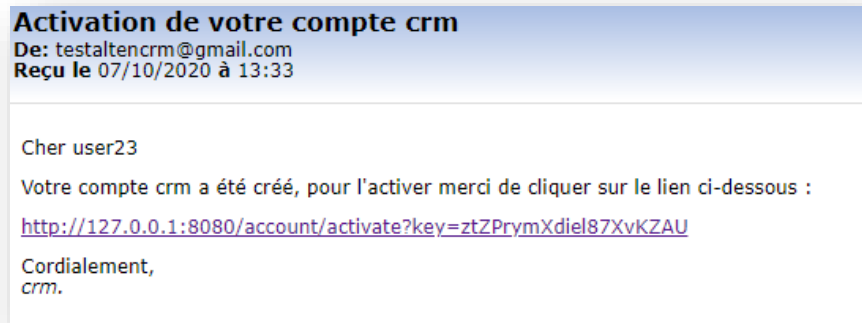 Activation de votre compte crm
De: testaltencrm@gmail.com
Reçu le 07/10/2020 à 13:33
Cher user23
Votre compte crm a été créé, pour l'activer merci de cliquer sur le lien ci-dessous :
http://127.0.0.1:8080/account/activate?key=ztZPrymXdiel87XvKZAU
Cordialement,
crm.